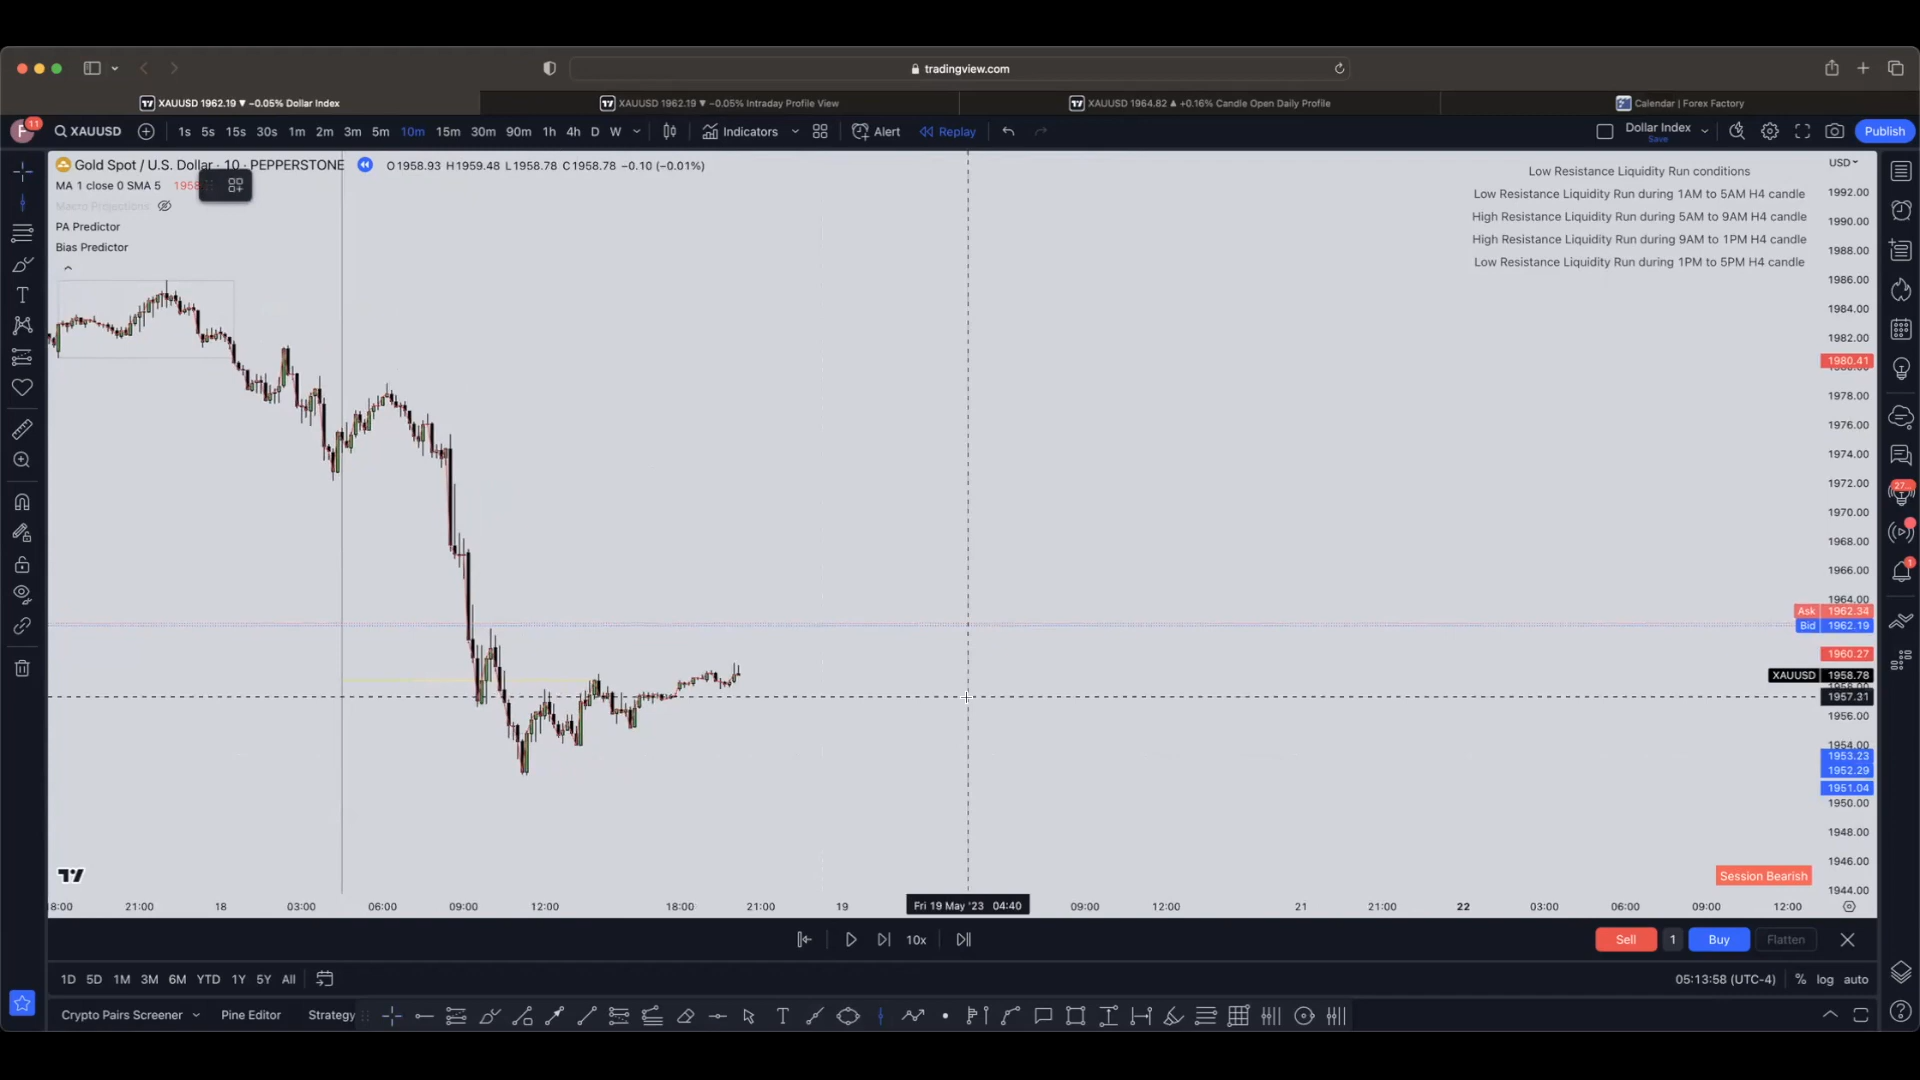 tradingview.com
XAUUSD 1962.19 ▼ −0.05% Dollar Index
XAUUSD 1962.19 ▼ −0.05% Intraday Profile View
XAUUSD 1964.82 ▲ +0.16% Candle Open Daily Profile
Calendar | Forex Factory
F 11 XAUUSD 1s 5s 15s 30s 1m 2m 3m 5m 10m 15m 30m 90m 1h 4h D W Indicators Alert Replay Dollar Index Save Publish
Gold Spot / U.S. Dollar · 10 · PEPPERSTONE O1958.93 H1959.48 L1958.78 C1958.78 −0.10 (−0.01%)
MA 1 close 0 SMA 5 1958
Macro Projections
PA Predictor
Bias Predictor
Low Resistance Liquidity Run conditions
Low Resistance Liquidity Run during 1AM to 5AM H4 candle
High Resistance Liquidity Run during 5AM to 9AM H4 candle
High Resistance Liquidity Run during 9AM to 1PM H4 candle
Low Resistance Liquidity Run during 1PM to 5PM H4 candle
USD
1992.00
1990.00
1988.00
1986.00
1984.00
1982.00
1980.41
1978.00
1976.00
1974.00
1972.00
1970.00
1968.00
1966.00
1964.00
Ask 1962.34
Bid 1962.19
1960.27
XAUUSD 1958.78
1957.31
1956.00
1954.00
1953.23
1952.29
1951.04
1950.00
1948.00
1946.00
1944.00
27...
1
Session Bearish
18:00 21:00 18 03:00 06:00 09:00 12:00 18:00 21:00 19 Fri 19 May '23 04:40 09:00 12:00 21 21:00 22 03:00 06:00 09:00 12:00
10x Sell 1 Buy Flatten
1D 5D 1M 3M 6M YTD 1Y 5Y All 05:13:58 (UTC-4) % log auto
Crypto Pairs Screener Pine Editor Strategy